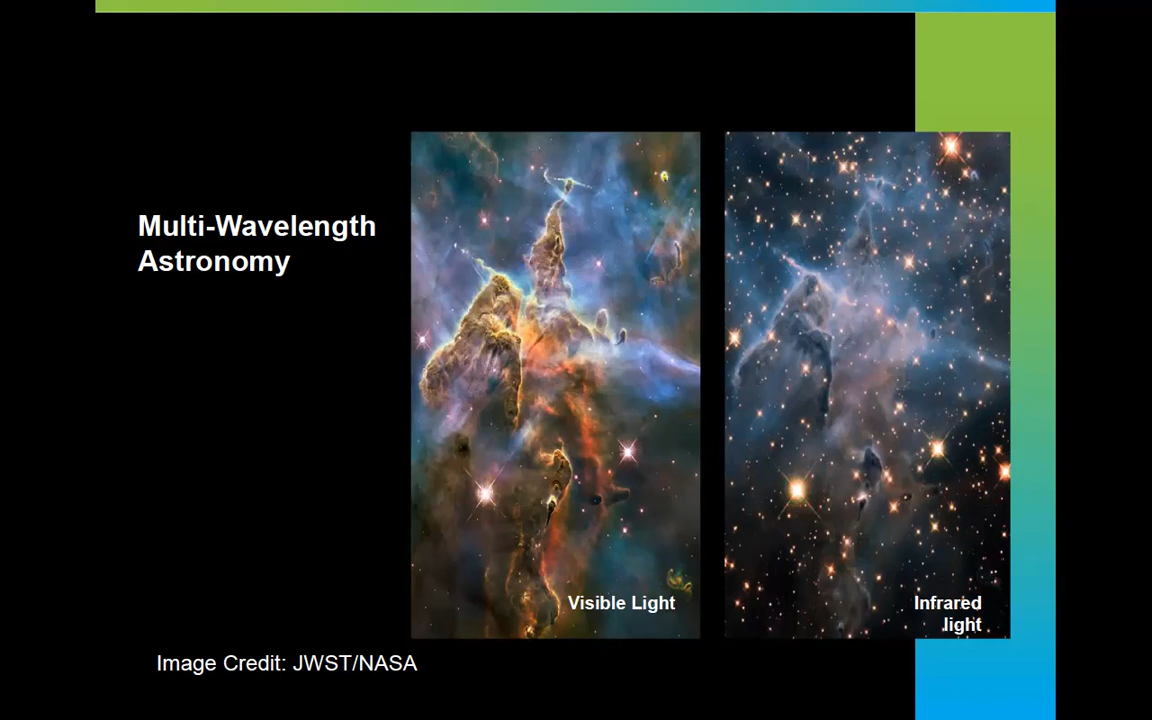 Multi-Wavelength
Astronomy
Visible Light
Infrared
light
Image Credit: JWST/NASA